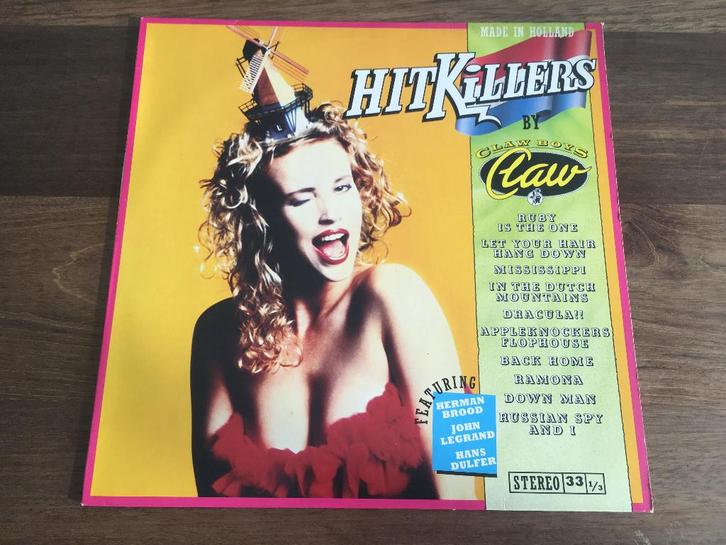 MADE IN HOLLAND
HITKiLLERS
BY
CLAW BOYS
Claw
RUBY
IS THE ONE
LET YOUR HAIR
HANG DOWN
MISSISSIPPI
IN THE DUTCH
MOUNTAINS
DRACULA!!
APPLEKNOCKERS
FLOPHOUSE
BACK HOME
RAMONA
DOWN MAN
RUSSIAN SPY
AND I
FEATURING
HERMAN
BROOD
JOHN
LEGRAND
HANS
DULFER
STEREO 33 1/3